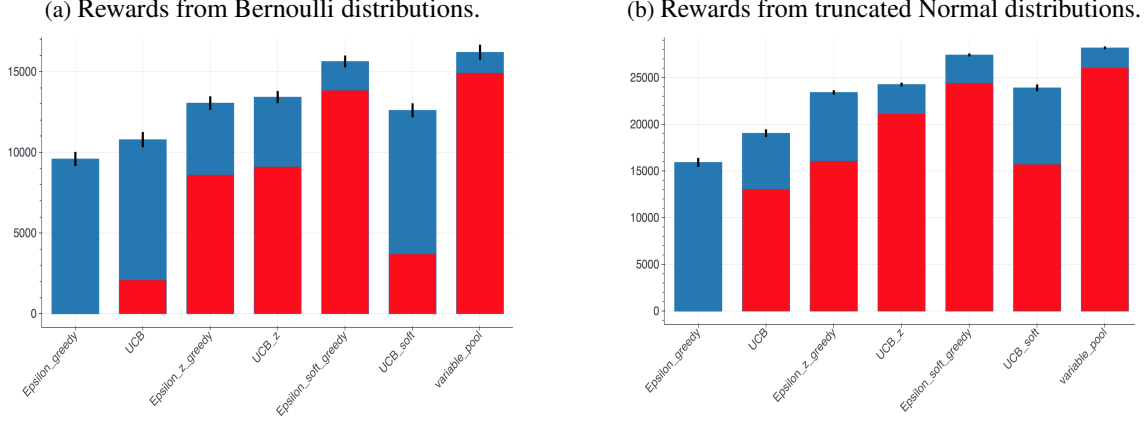 (a) Rewards from Bernoulli distributions.
15000
10000
5000
0
Epsilon_greedy
UCB
Epsilon_z_greedy
UCB_z
Epsilon_soft_greedy
UCB_soft
variable_pool
(b) Rewards from truncated Normal distributions.
25000
20000
15000
10000
5000
0
Epsilon_greedy
UCB
Epsilon_z_greedy
UCB_z
Epsilon_soft_greedy
UCB_soft
variable_pool